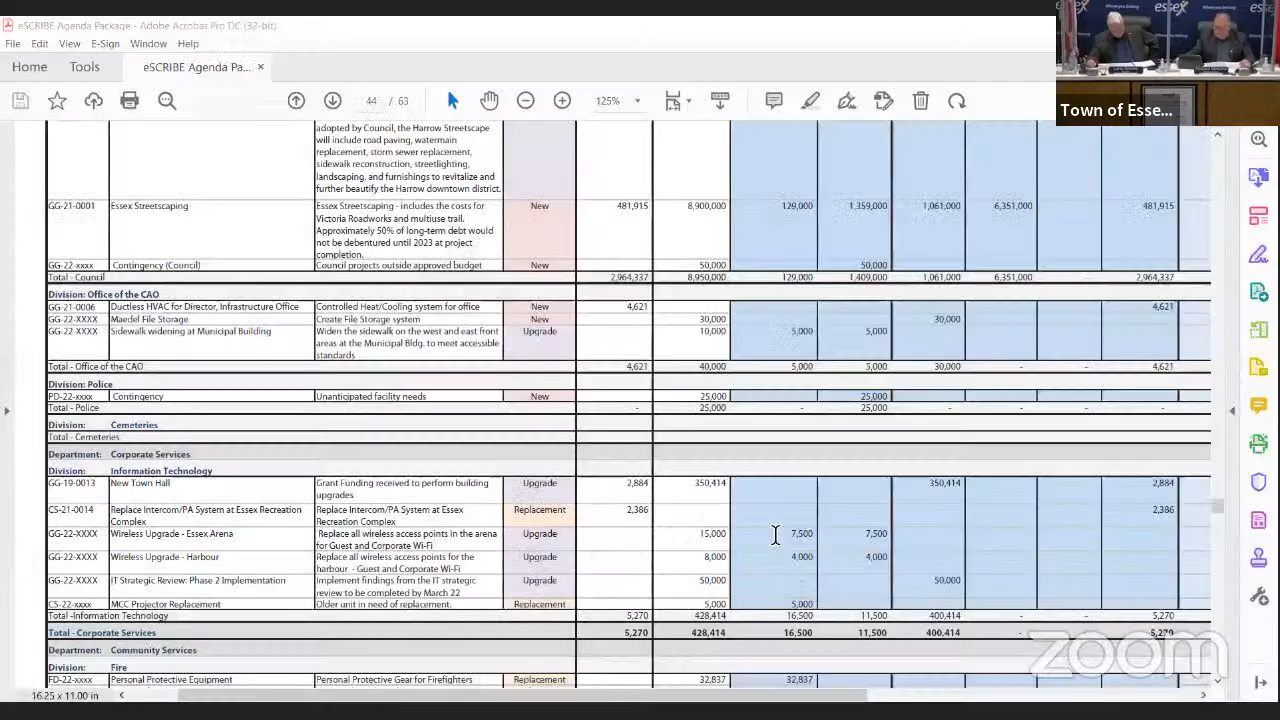 eSCRIBE Agenda Package - Adobe Acrobat Pro DC (32-bit)
File Edit View E-Sign Window Help
Home Tools eSCRIBE Agenda Pa... ×
44 / 63 125%
essex
Where you belong
Town of Esse...
adopted by Council, the Harrow Streetscape
will include road paving, watermain
replacement, storm sewer replacement,
sidewalk reconstruction, streetlighting,
landscaping, and furnishings to revitalize and
further beautify the Harrow downtown district.
GG-21-0001 Essex Streetscaping Essex Streetscaping - includes the costs for New 481,915 8,900,000 129,000 1,359,000 1,061,000 6,351,000 481,915
Victoria Roadworks and multiuse trail.
Approximately 50% of long-term debt would
not be debentured until 2023 at project
completion.
GG-22-xxxx Contingency (Council) Council projects outside approved budget New 50,000 50,000
Total - Council 2,964,337 8,950,000 129,000 1,409,000 1,061,000 6,351,000 - 2,964,337
Division: Office of the CAO
GG-21-0006 Ductless HVAC for Director, Infrastructure Office Controlled Heat/Cooling system for office New 4,621 4,621
GG-22-XXXX Maedel File Storage Create File Storage system New 30,000 30,000
GG-22-XXXX Sidewalk widening at Municipal Building Widen the sidewalk on the west and east front Upgrade 10,000 5,000 5,000
areas at the Municipal Bldg. to meet accessible
standards
Total - Office of the CAO 4,621 40,000 5,000 5,000 30,000 - - 4,621
Division: Police
PD-22-xxxx Contingency Unanticipated facility needs New 25,000 25,000
Total - Police - 25,000 - 25,000 - - - -
Division: Cemeteries
Total - Cemeteries
Department: Corporate Services
Division: Information Technology
GG-19-0013 New Town Hall Grant Funding received to perform building Upgrade 2,884 350,414 350,414 2,884
upgrades
CS-21-0014 Replace Intercom/PA System at Essex Recreation Replace Intercom/PA System at Essex Replacement 2,386 2,386
Complex Recreation Complex
GG-22-XXXX Wireless Upgrade - Essex Arena Replace all wireless access points in the arena Upgrade 15,000 7,500 7,500
for Guest and Corporate Wi-Fi
GG-22-XXXX Wireless Upgrade - Harbour Replace all wireless access points for the Upgrade 8,000 4,000 4,000
harbour - Guest and Corporate Wi-Fi
GG-22-XXXX IT Strategic Review: Phase 2 Implementation Implement findings from the IT strategic Upgrade 50,000 - 50,000
review to be completed by March 22
CS-22-xxxx MCC Projector Replacement Older unit in need of replacement. Replacement 5,000 5,000
Total -Information Technology 5,270 428,414 16,500 11,500 400,414 - - 5,270
Total - Corporate Services 5,270 428,414 16,500 11,500 400,414 - - 5,270
Department: Community Services
Division: Fire
FD-22-xxxx Personal Protective Equipment Personal Protective Gear for Firefighters Replacement 32,837 32,837
16.25 x 11.00 in
zoom